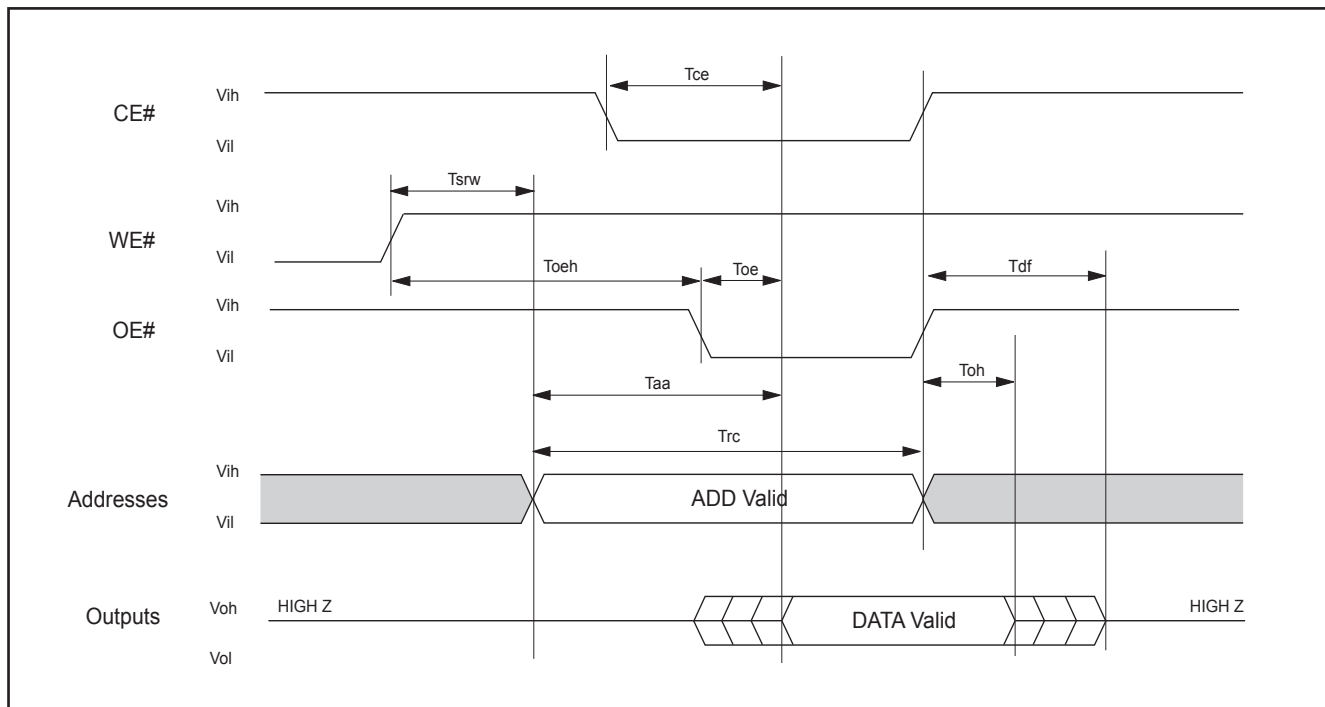 Tce
Vih
CE#
Vil
Tsrw
Vih
WE#
Vil
Toeh
Toe
Tdf
Vih
OE#
Vil
Toh
Taa
Trc
Vih
Addresses
ADD Valid
Vil
Voh
HIGH Z
HIGH Z
Outputs
DATA Valid
Vol